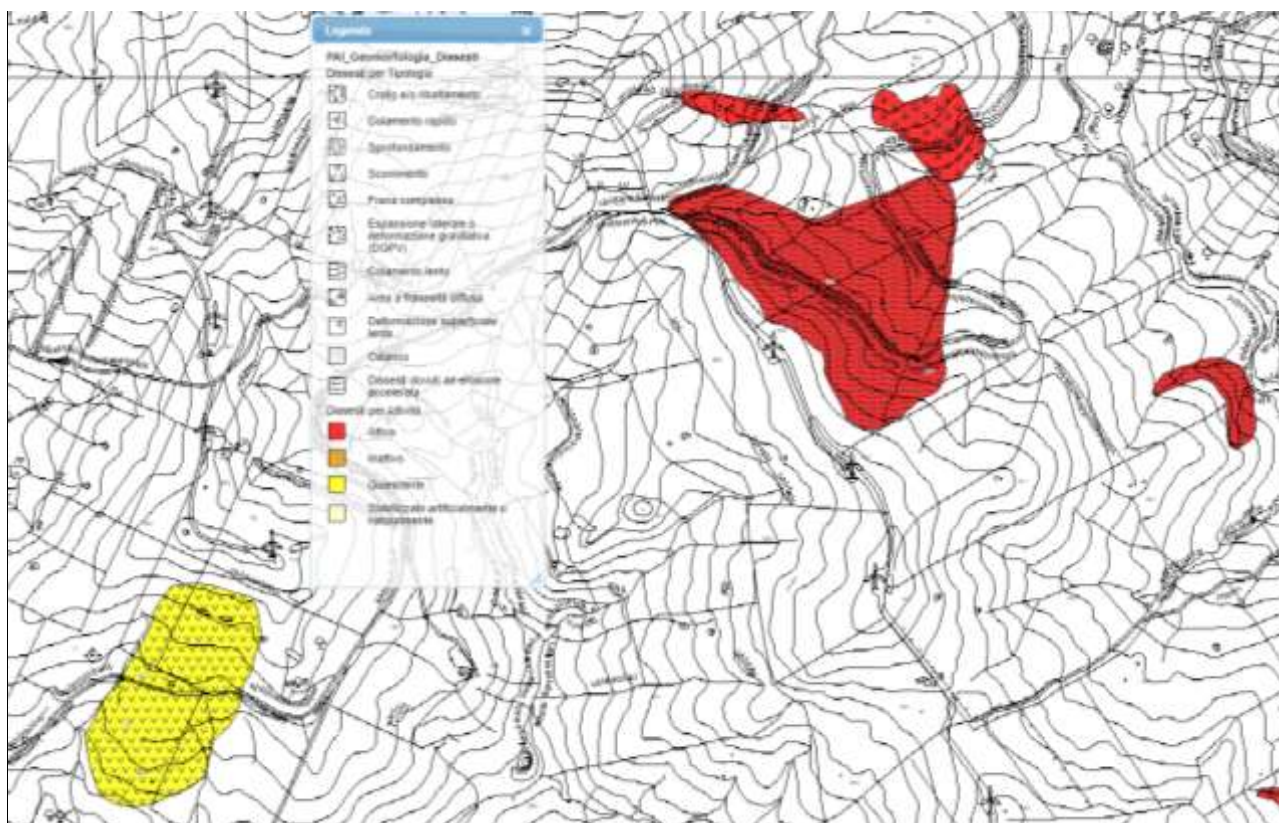 Legenda
PAI_Geomorfologia_Dissesti
Dissesti per Tipologia
Crollo e/o ribaltamento
Colamento rapido
Sprofondamento
Scorrimento
Frana complessa
Espansione laterale o
deformazione gravitativa
(DGPV)
Colamento lento
Area a franosità diffusa
Deformazione superficiale
lenta
Calanco
Dissesti dovuti ad erosione
accelerata
Dissesti per attività
Attivo
Inattivo
Quiescente
Stabilizzato artificialmente o
naturalmente